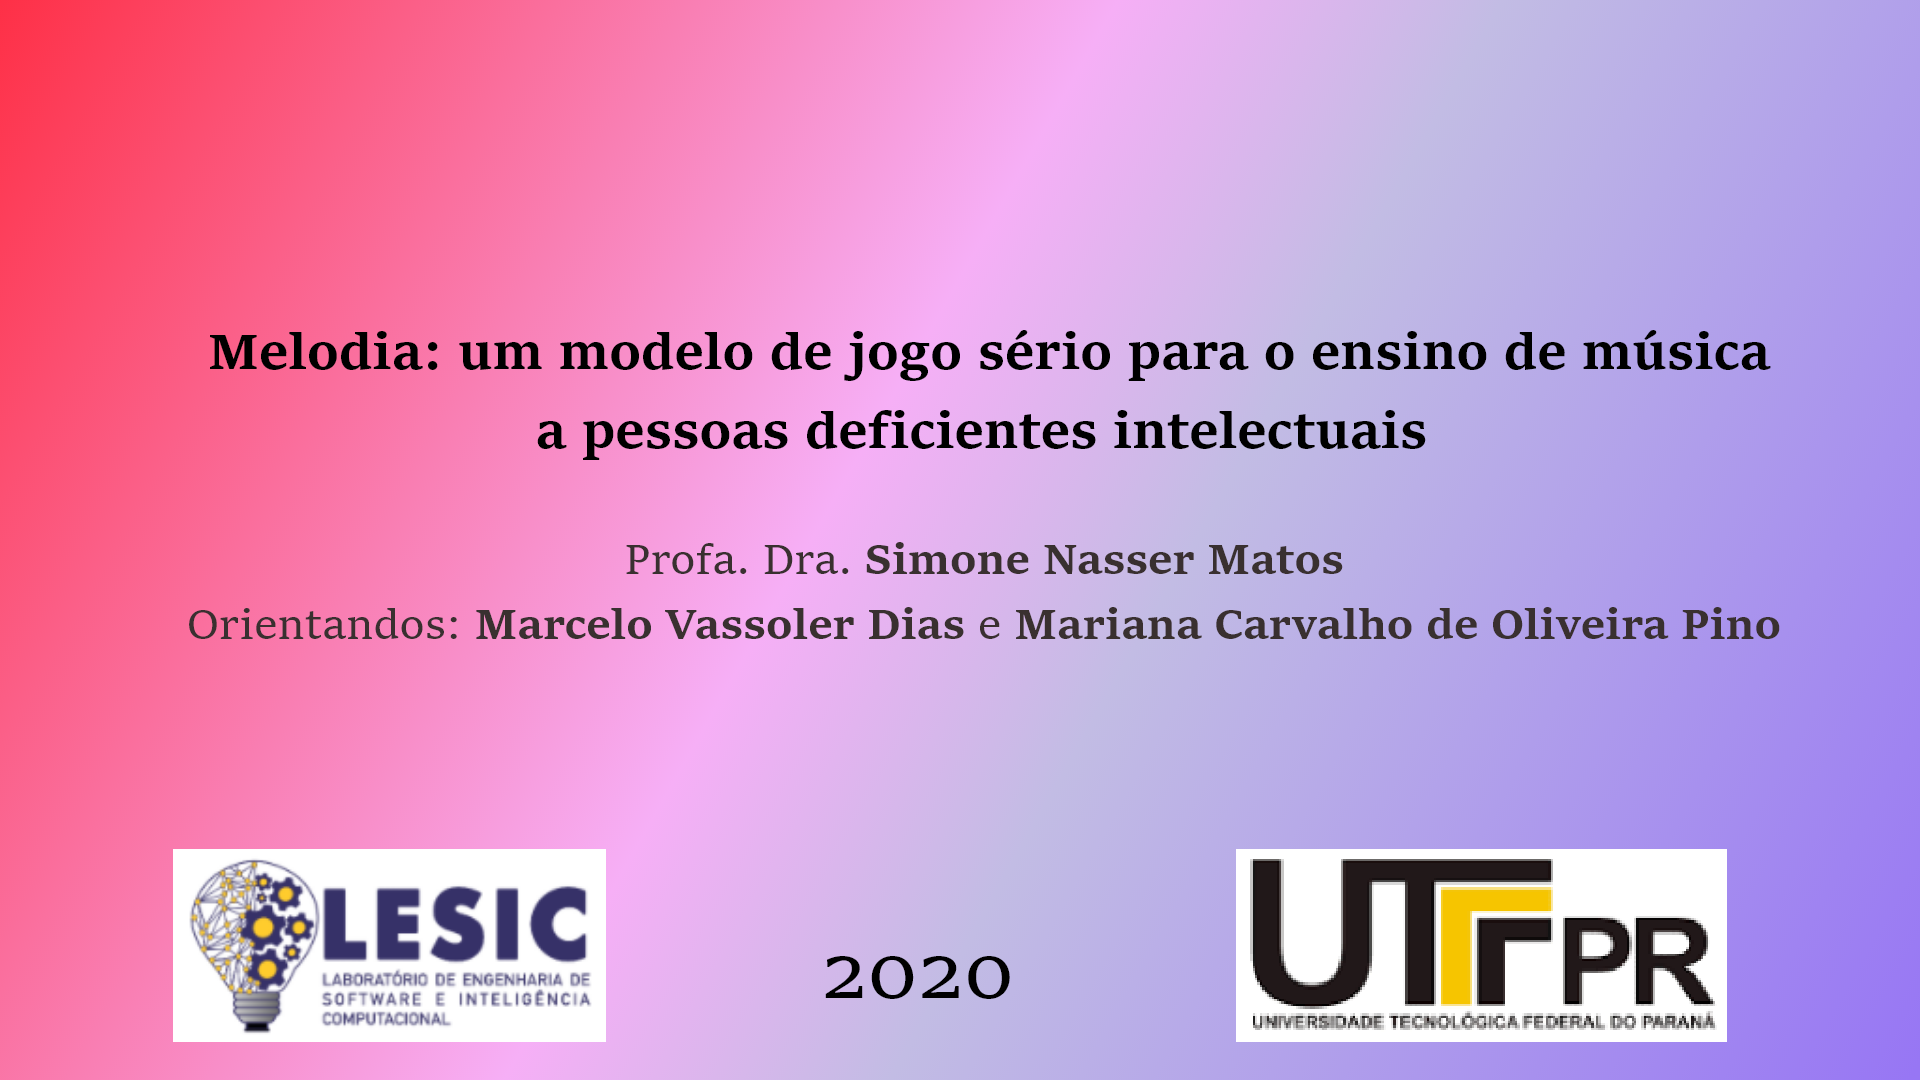 Melodia: um modelo de jogo sério para o ensino de música
a pessoas deficientes intelectuais
Profa. Dra. Simone Nasser Matos
Orientandos: Marcelo Vassoler Dias e Mariana Carvalho de Oliveira Pino
LESIC
LABORATÓRIO DE ENGENHARIA DE
SOFTWARE E INTELIGÊNCIA
COMPUTACIONAL
2020
UTFPR
UNIVERSIDADE TECNOLÓGICA FEDERAL DO PARANÁ